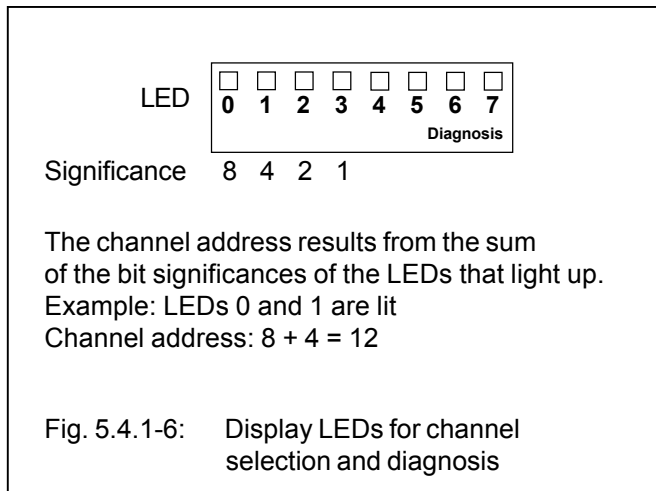 LED
0 1 2 3 4 5 6 7
Diagnosis
Significance 8 4 2 1
The channel address results from the sum
of the bit significances of the LEDs that light up.
Example: LEDs 0 and 1 are lit
Channel address: 8 + 4 = 12
Fig. 5.4.1-6: Display LEDs for channel
selection and diagnosis